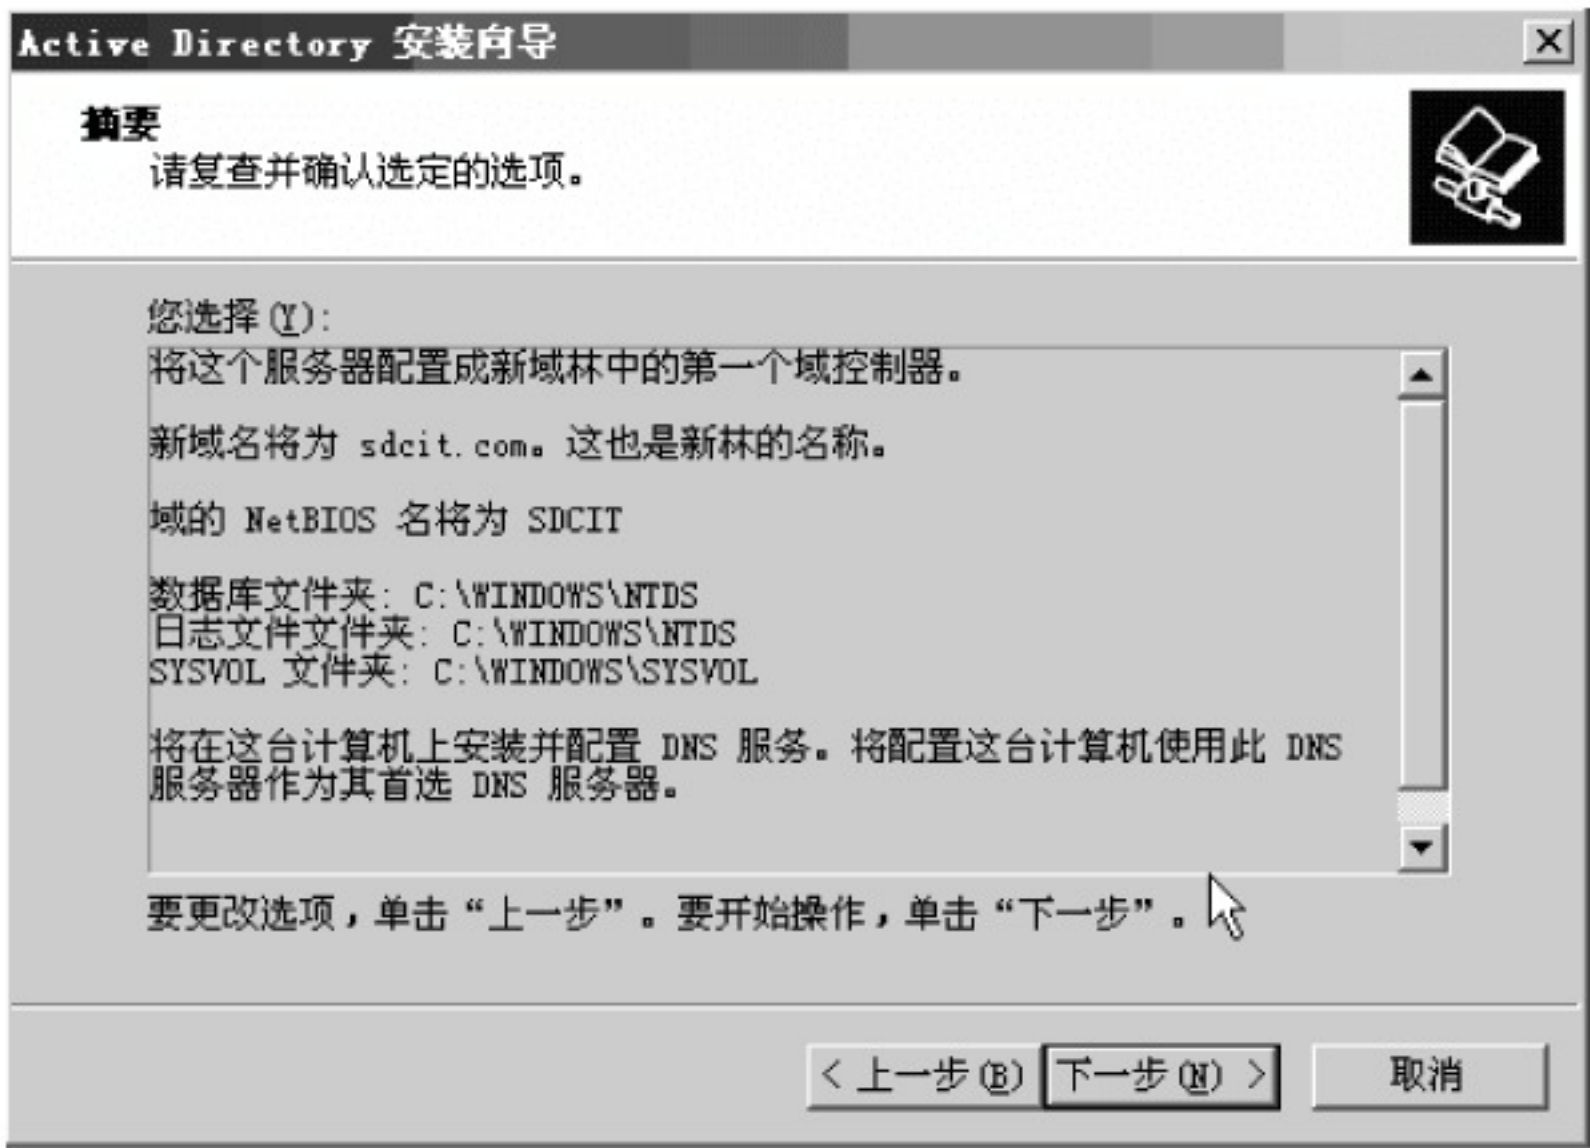 Active Directory 安装向导
摘要
请复查并确认选定的选项。
您选择(Y):
将这个服务器配置成新域林中的第一个域控制器。
新域名将为 sdcit.com。这也是新林的名称。
域的 NetBIOS 名将为 SDCIT
数据库文件夹: C:\WINDOWS\NTDS
日志文件文件夹: C:\WINDOWS\NTDS
SYSVOL 文件夹: C:\WINDOWS\SYSVOL
将在这台计算机上安装并配置 DNS 服务。将配置这台计算机使用此 DNS
服务器作为其首选 DNS 服务器。
要更改选项，单击“上一步”。要开始操作，单击“下一步”。
< 上一步(B) 下一步(N) > 取消